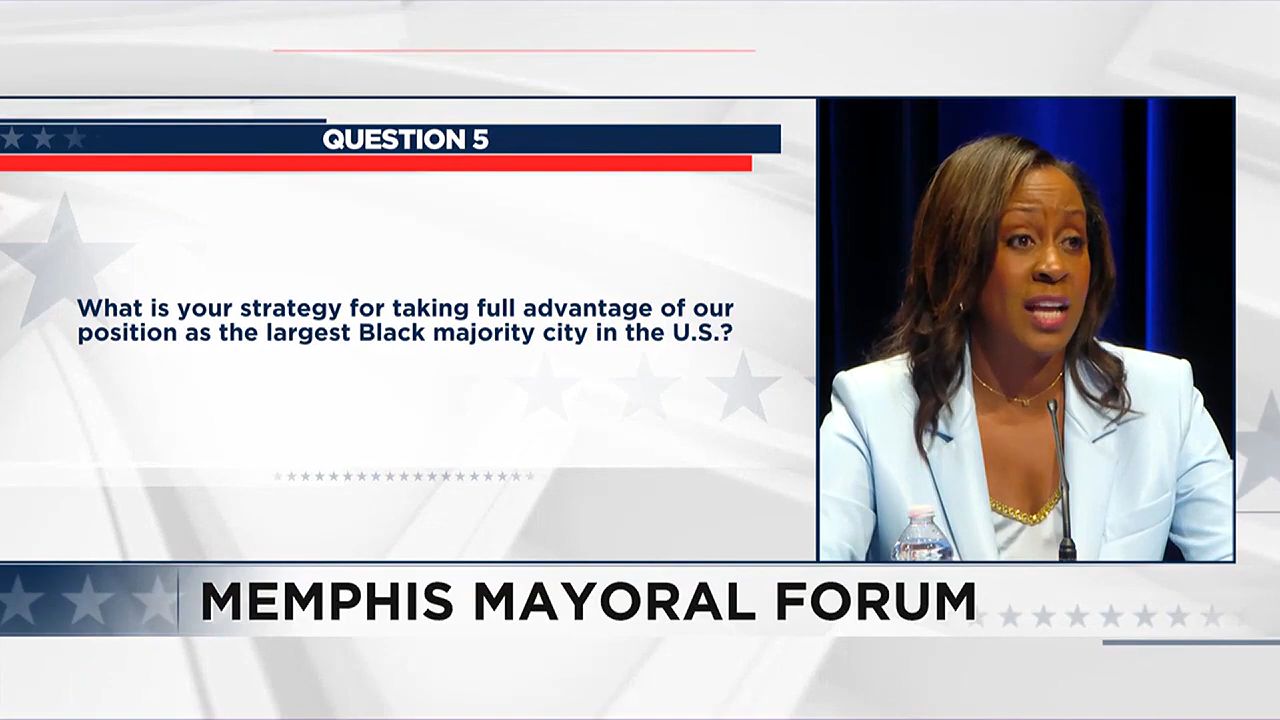 QUESTION 5
What is your strategy for taking full advantage of our
position as the largest Black majority city in the U.S.?
MEMPHIS MAYORAL FORUM